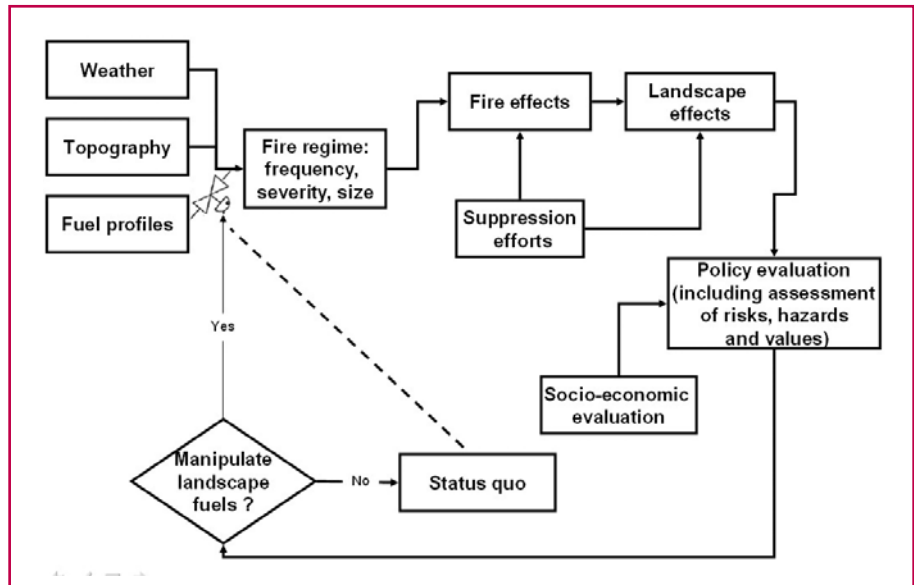 Weather
Topography
Fuel profiles
Fire regime:
frequency,
severity, size
Fire effects
Landscape
effects
Suppression
efforts
Policy evaluation
(including assessment
of risks, hazards
and values)
Socio-economic
evaluation
Yes
Manipulate
landscape
fuels ?
No
Status quo